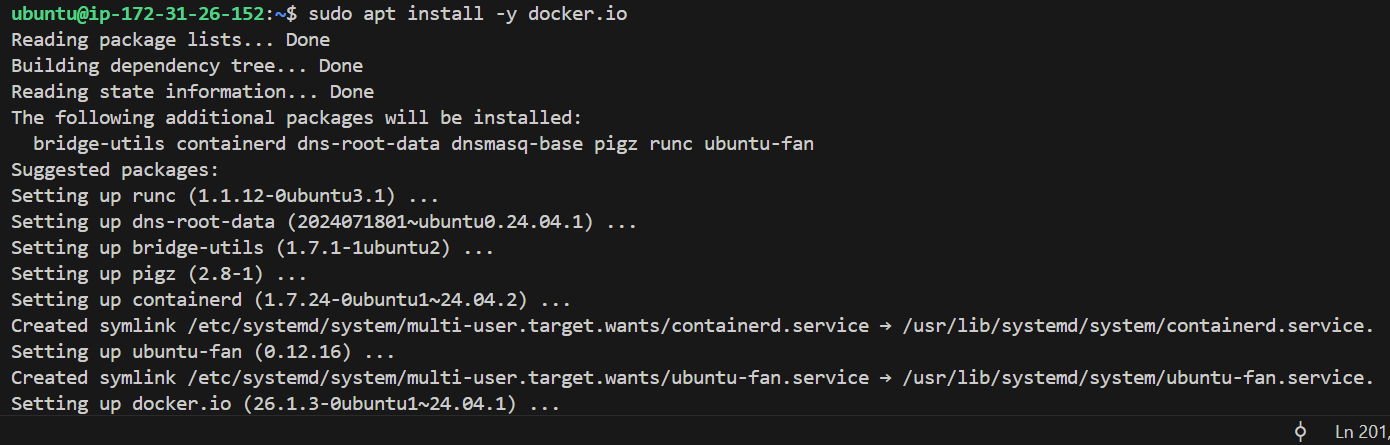 ubuntu@ip-172-31-26-152:~$ sudo apt install -y docker.io
Reading package lists... Done
Building dependency tree... Done
Reading state information... Done
The following additional packages will be installed:
  bridge-utils containerd dns-root-data dnsmasq-base pigz runc ubuntu-fan
Suggested packages:
Setting up runc (1.1.12-0ubuntu3.1) ...
Setting up dns-root-data (2024071801~ubuntu0.24.04.1) ...
Setting up bridge-utils (1.7.1-1ubuntu2) ...
Setting up pigz (2.8-1) ...
Setting up containerd (1.7.24-0ubuntu1~24.04.2) ...
Created symlink /etc/systemd/system/multi-user.target.wants/containerd.service → /usr/lib/systemd/system/containerd.service.
Setting up ubuntu-fan (0.12.16) ...
Created symlink /etc/systemd/system/multi-user.target.wants/ubuntu-fan.service → /usr/lib/systemd/system/ubuntu-fan.service.
Setting up docker.io (26.1.3-0ubuntu1~24.04.1) ...
Ln 201,